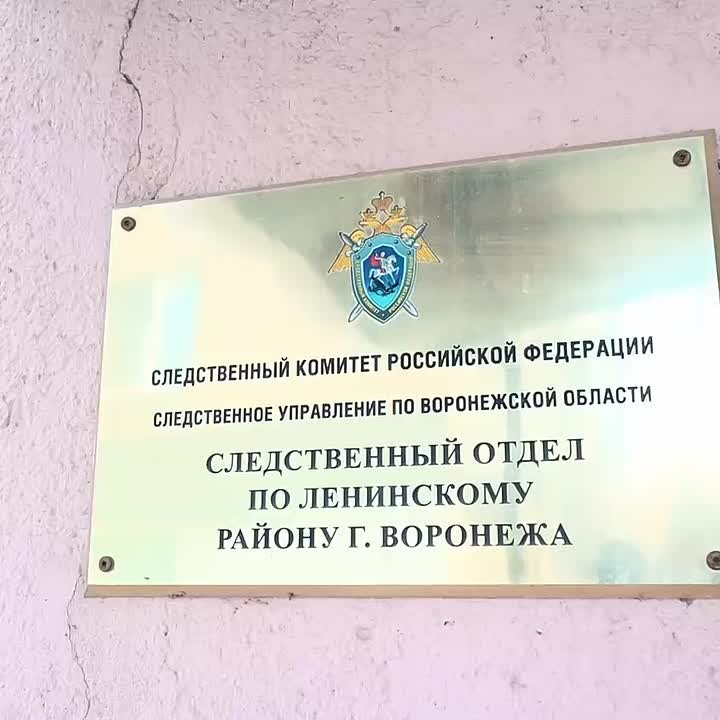 СЛЕДСТВЕННЫЙ КОМИТЕТ РОССИЙСКОЙ ФЕДЕРАЦИИ
СЛЕДСТВЕННОЕ УПРАВЛЕНИЕ ПО ВОРОНЕЖСКОЙ ОБЛАСТИ
СЛЕДСТВЕННЫЙ ОТДЕЛ
ПО ЛЕНИНСКОМУ
РАЙОНУ Г. ВОРОНЕЖА